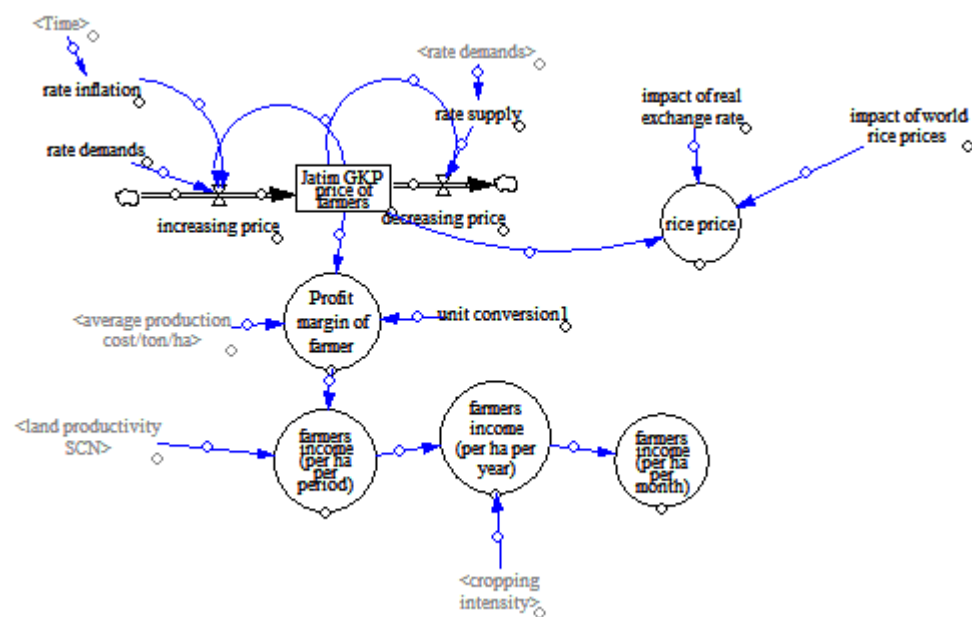 <Time>
rate inflation
rate demands
<rate demands>
rate supply
Jatim GKP
price of
farmers
increasing price
decreasing price
impact of real
exchange rate
impact of world
rice prices
rice price
Profit
margin of
farmer
<average production
cost/ton/ha>
unit conversion1
<land productivity
SCN>
farmers
income
(per ha
per
period)
farmers
income
(per ha per
year)
farmers
income
(per ha
per
month)
<cropping
intensity>